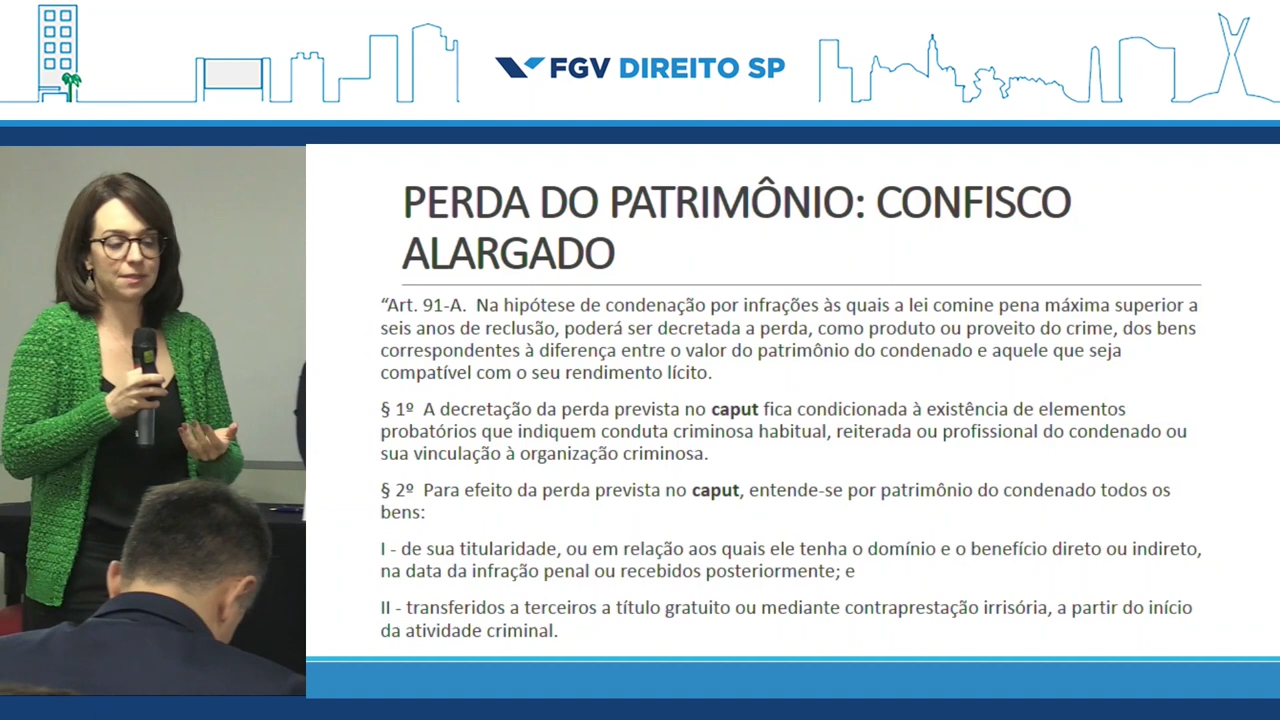 FGV DIREITO SP
PERDA DO PATRIMÔNIO: CONFISCO
ALARGADO
“Art. 91-A.  Na hipótese de condenação por infrações às quais a lei comine pena máxima superior a
seis anos de reclusão, poderá ser decretada a perda, como produto ou proveito do crime, dos bens
correspondentes à diferença entre o valor do patrimônio do condenado e aquele que seja
compatível com o seu rendimento lícito.
§ 1º  A decretação da perda prevista no caput fica condicionada à existência de elementos
probatórios que indiquem conduta criminosa habitual, reiterada ou profissional do condenado ou
sua vinculação à organização criminosa.
§ 2º  Para efeito da perda prevista no caput, entende-se por patrimônio do condenado todos os
bens:
I - de sua titularidade, ou em relação aos quais ele tenha o domínio e o benefício direto ou indireto,
na data da infração penal ou recebidos posteriormente; e
II - transferidos a terceiros a título gratuito ou mediante contraprestação irrisória, a partir do início
da atividade criminal.